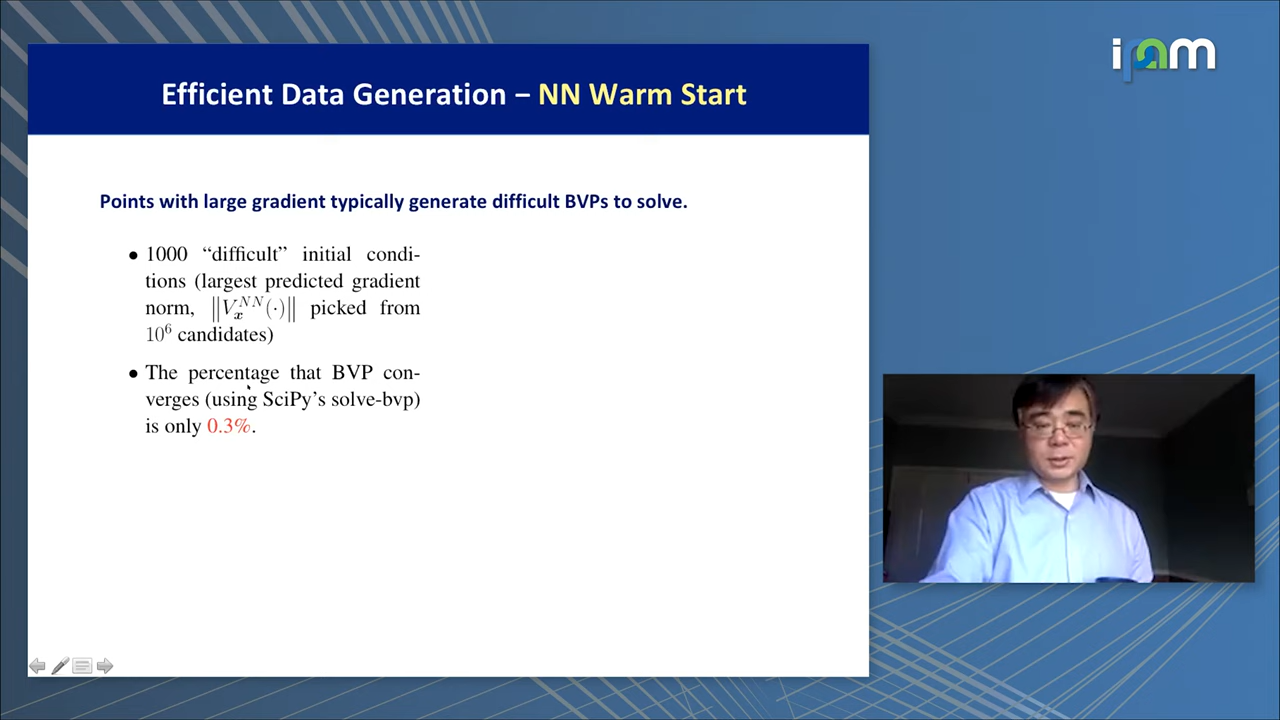 ipam
Efficient Data Generation – NN Warm Start
Points with large gradient typically generate difficult BVPs to solve.
• 1000 “difficult” initial condi-
tions (largest predicted gradient
norm, ‖V_x^{NN}(·)‖ picked from
10^6 candidates)
• The percentage that BVP con-
verges (using SciPy’s solve-bvp)
is only 0.3%.